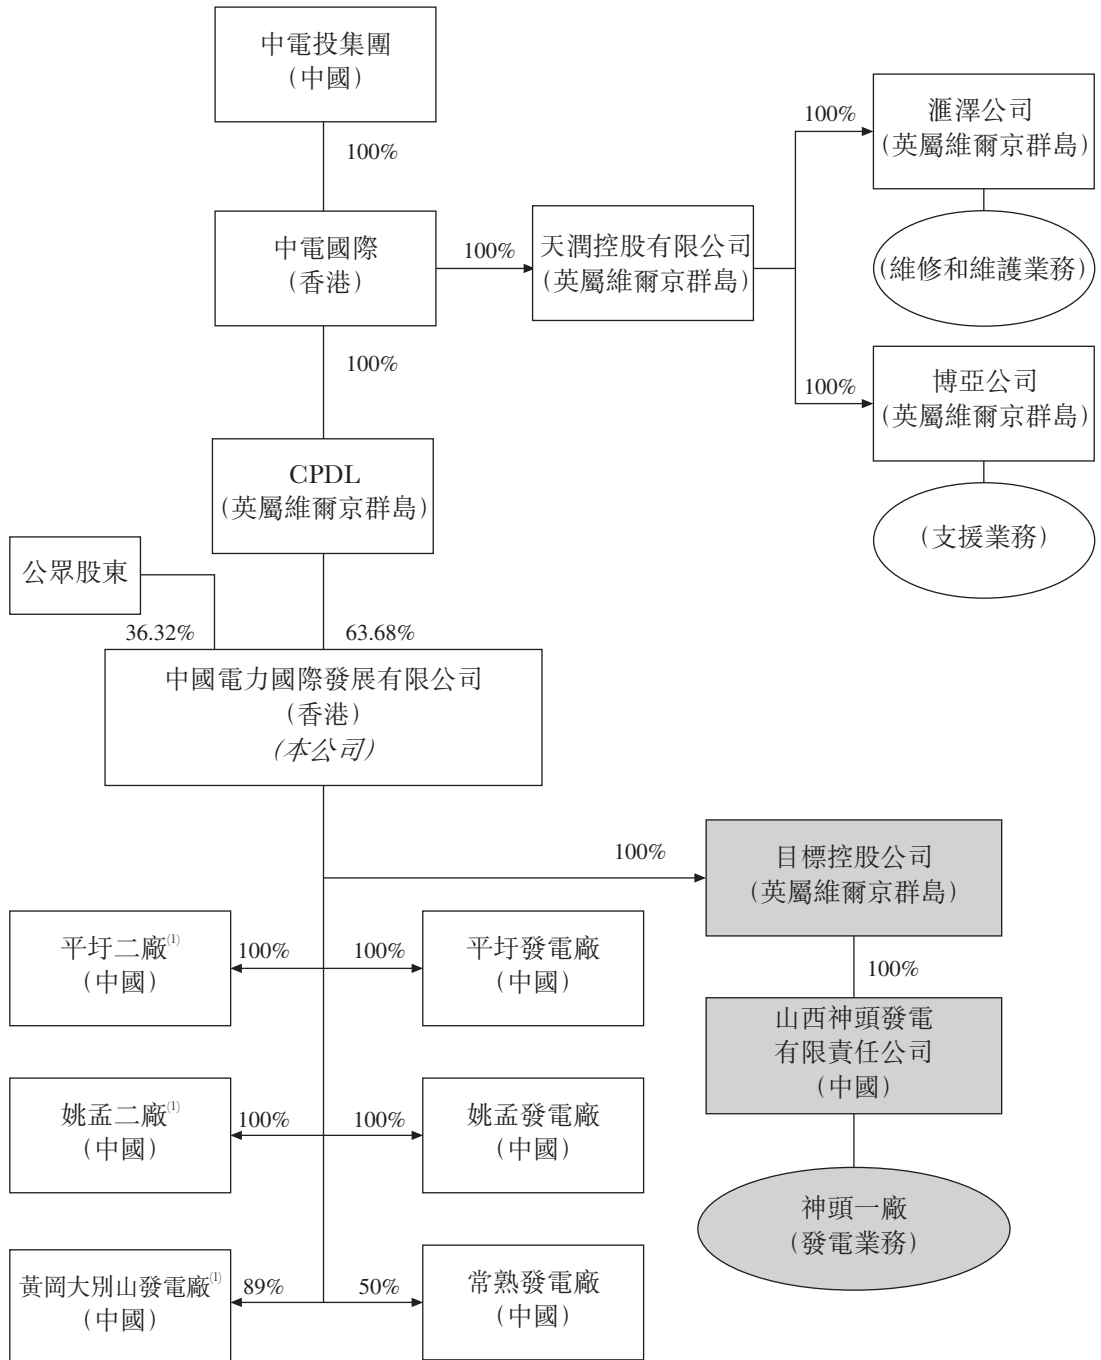 中電投集團
（中國）
100%
中電國際
（香港）
100%
天潤控股有限公司
（英屬維爾京群島）
100%
滙澤公司
（英屬維爾京群島）
（維修和維護業務）
100%
博亞公司
（英屬維爾京群島）
（支援業務）
100%
CPDL
（英屬維爾京群島）
公眾股東
36.32%
63.68%
中國電力國際發展有限公司
（香港）
（本公司）
100%
目標控股公司
（英屬維爾京群島）
100%
山西神頭發電
有限責任公司
（中國）
神頭一廠
（發電業務）
平圩二廠(1)
（中國）
100%
100%
平圩發電廠
（中國）
姚孟二廠(1)
（中國）
100%
100%
姚孟發電廠
（中國）
黃岡大別山發電廠(1)
（中國）
89%
50%
常熟發電廠
（中國）